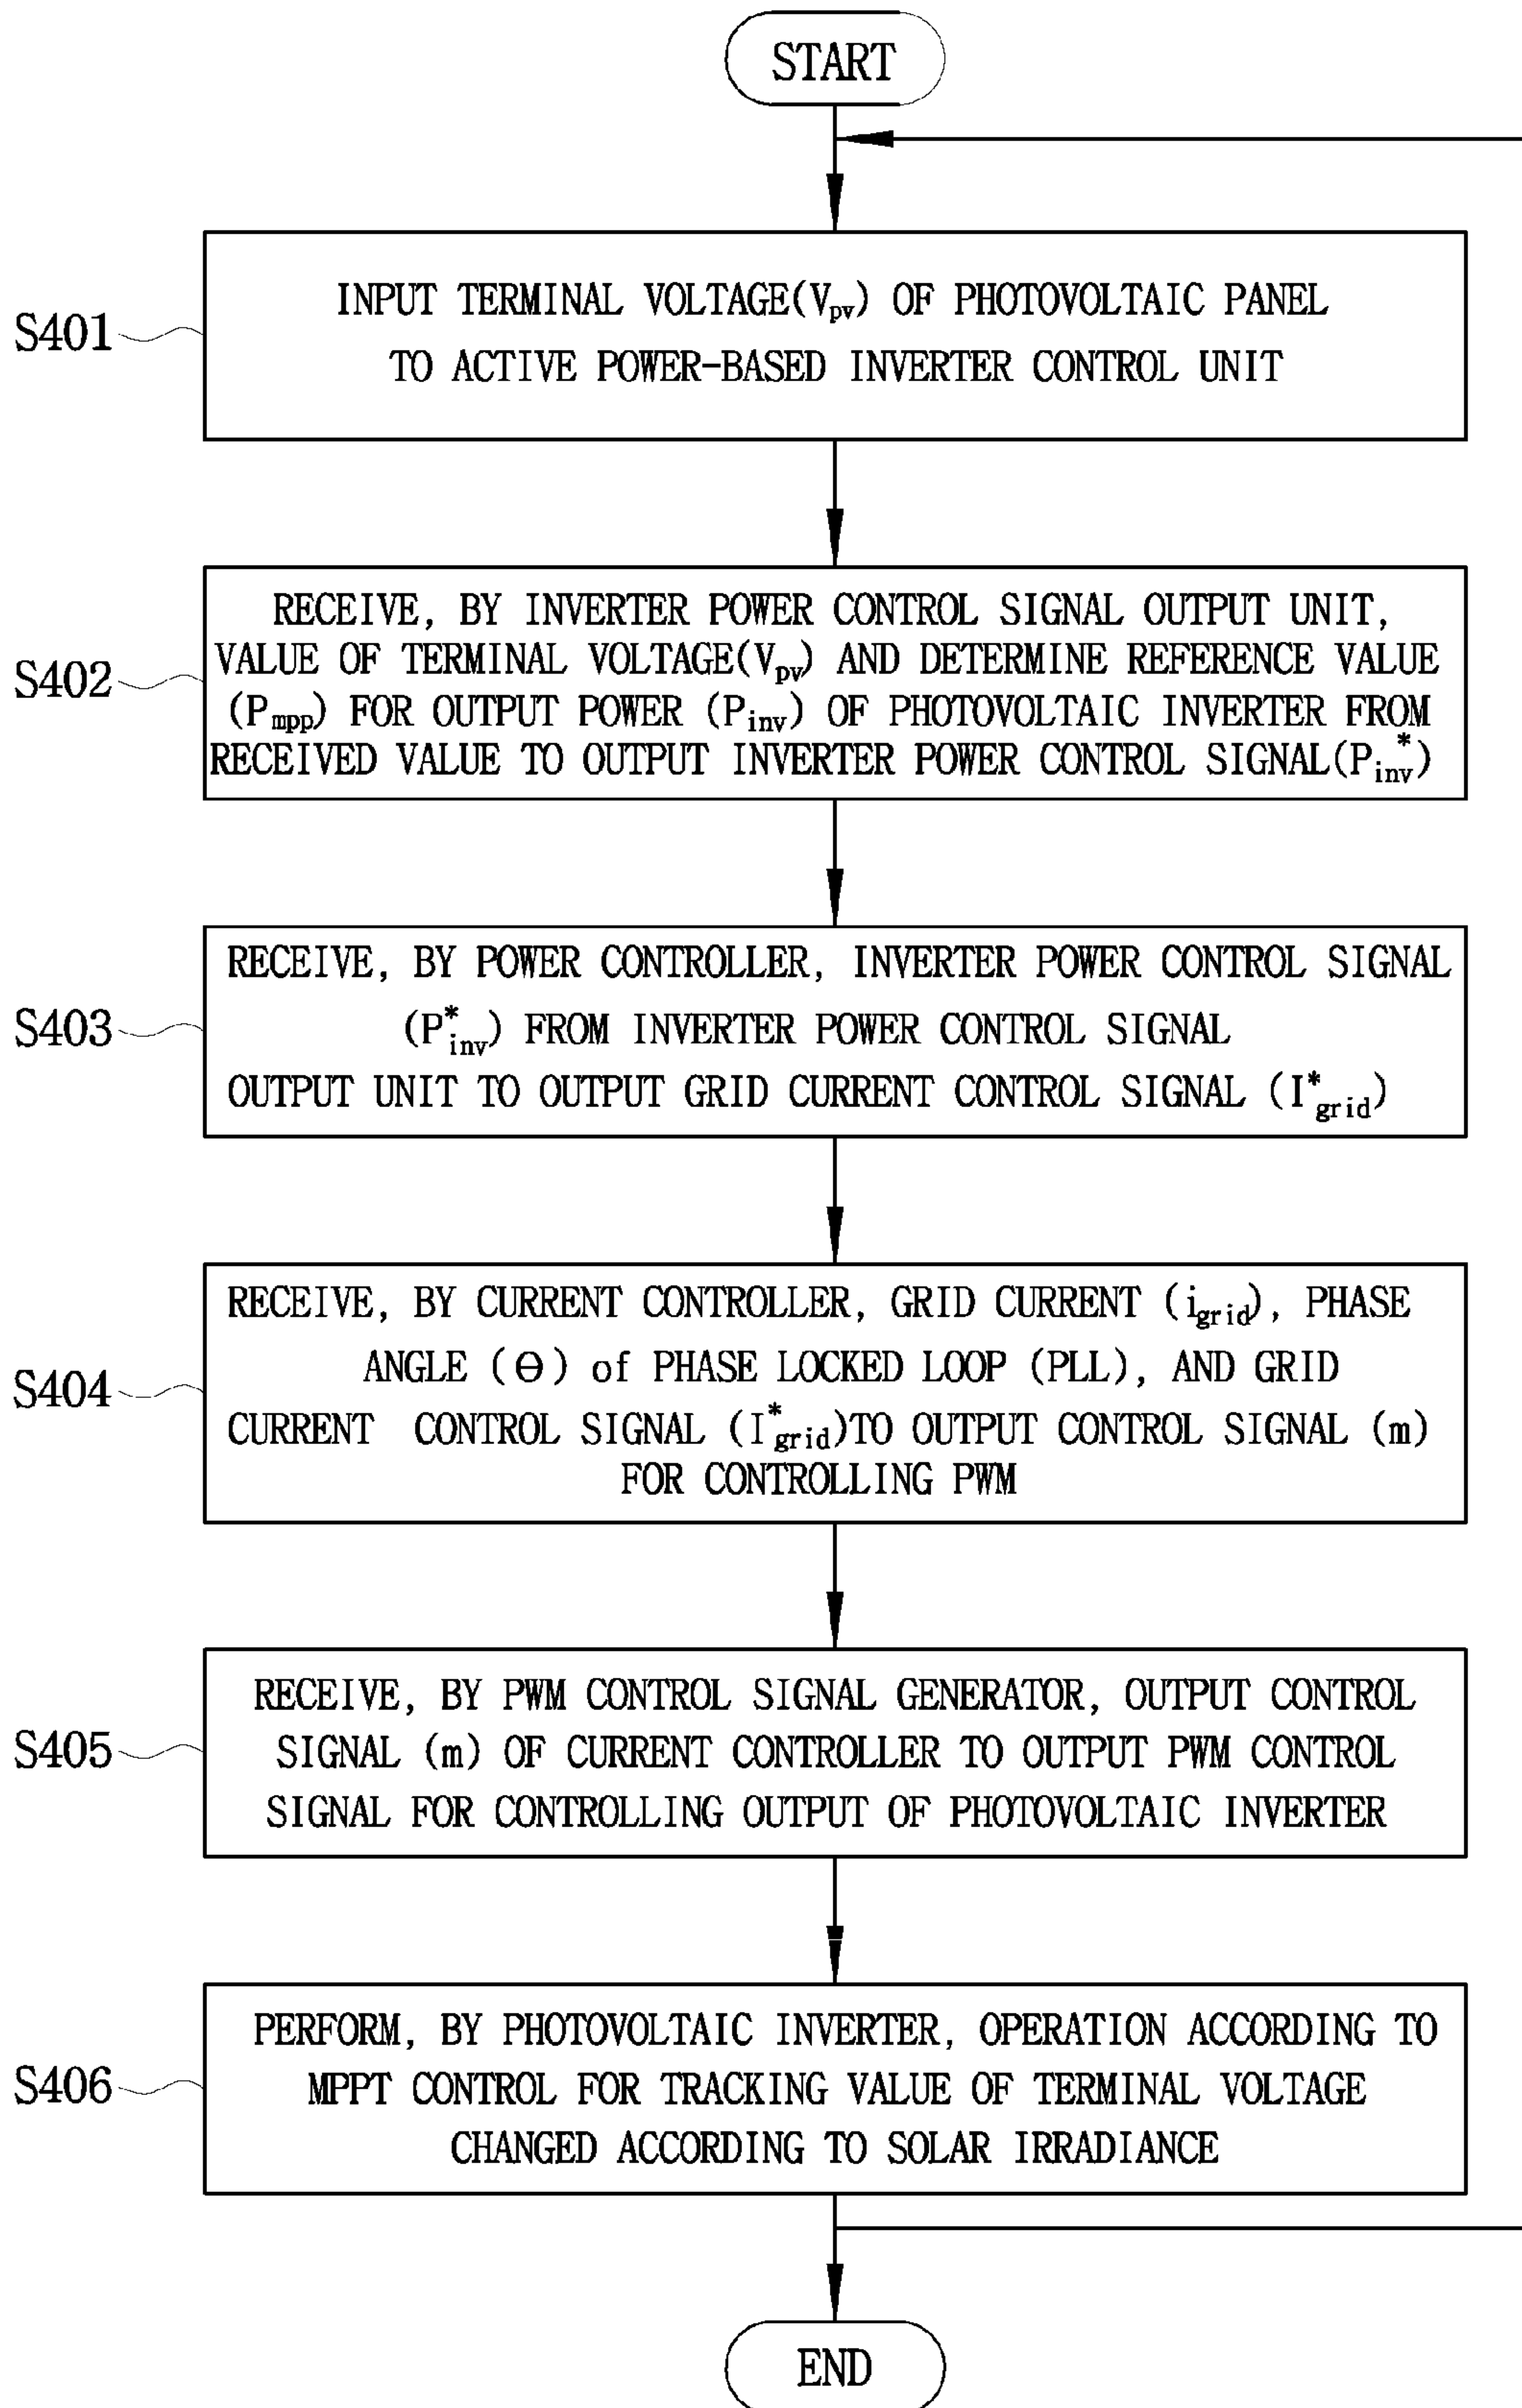 START
S401
INPUT TERMINAL VOLTAGE(Vpv) OF PHOTOVOLTAIC PANEL
TO ACTIVE POWER-BASED INVERTER CONTROL UNIT
S402
RECEIVE, BY INVERTER POWER CONTROL SIGNAL OUTPUT UNIT,
VALUE OF TERMINAL VOLTAGE(Vpv) AND DETERMINE REFERENCE VALUE
(Pmpp) FOR OUTPUT POWER (Pinv) OF PHOTOVOLTAIC INVERTER FROM
RECEIVED VALUE TO OUTPUT INVERTER POWER CONTROL SIGNAL(Pinv*)
S403
RECEIVE, BY POWER CONTROLLER, INVERTER POWER CONTROL SIGNAL
(P*inv) FROM INVERTER POWER CONTROL SIGNAL
OUTPUT UNIT TO OUTPUT GRID CURRENT CONTROL SIGNAL (I*grid)
S404
RECEIVE, BY CURRENT CONTROLLER, GRID CURRENT (igrid), PHASE
ANGLE (Θ) of PHASE LOCKED LOOP (PLL), AND GRID
CURRENT CONTROL SIGNAL (I*grid)TO OUTPUT CONTROL SIGNAL (m)
FOR CONTROLLING PWM
S405
RECEIVE, BY PWM CONTROL SIGNAL GENERATOR, OUTPUT CONTROL
SIGNAL (m) OF CURRENT CONTROLLER TO OUTPUT PWM CONTROL
SIGNAL FOR CONTROLLING OUTPUT OF PHOTOVOLTAIC INVERTER
S406
PERFORM, BY PHOTOVOLTAIC INVERTER, OPERATION ACCORDING TO
MPPT CONTROL FOR TRACKING VALUE OF TERMINAL VOLTAGE
CHANGED ACCORDING TO SOLAR IRRADIANCE
END